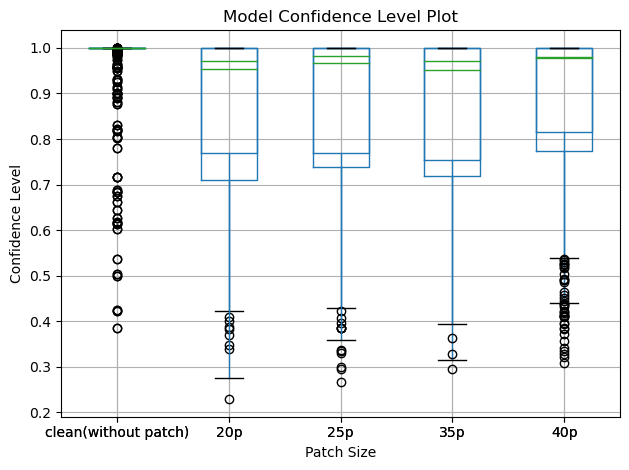 Model Confidence Level Plot
Confidence Level
1.0
0.9
0.8
0.7
0.6
0.5
0.4
0.3
0.2
clean(without patch) 20p 25p 35p 40p
Patch Size